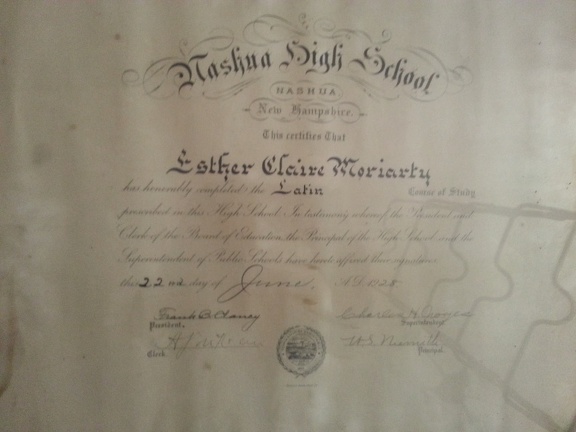 Nashua High School
NASHUA
New Hampshire.
This certifies That
Esther Claire Moriarty
has honorably completed the Latin Course of Study
prescribed in this High School. In testimony whereof the President and
Clerk of the Board of Education, the Principal of the High School and the
Superintendent of Public Schools have hereto affixed their signatures
this 22nd day of June, A.D. 1928
Frank A. Clancy
President. Superintendent.
Clerk. Principal.